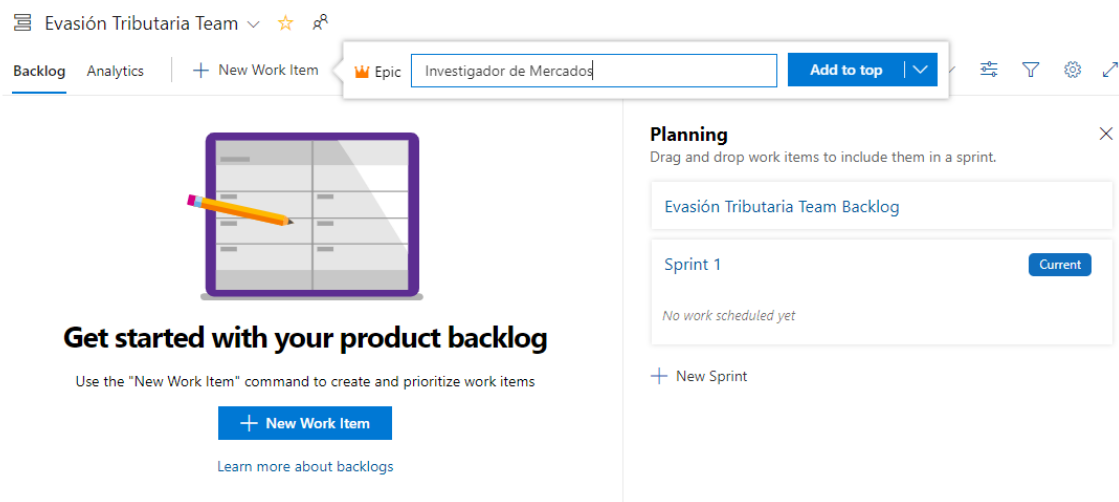 Evasión Tributaria Team
Backlog Analytics New Work Item Epic Investigador de Mercados Add to top
Planning
Drag and drop work items to include them in a sprint.
Evasión Tributaria Team Backlog
Sprint 1 Current
No work scheduled yet
New Sprint
Get started with your product backlog
Use the "New Work Item" command to create and prioritize work items
New Work Item
Learn more about backlogs